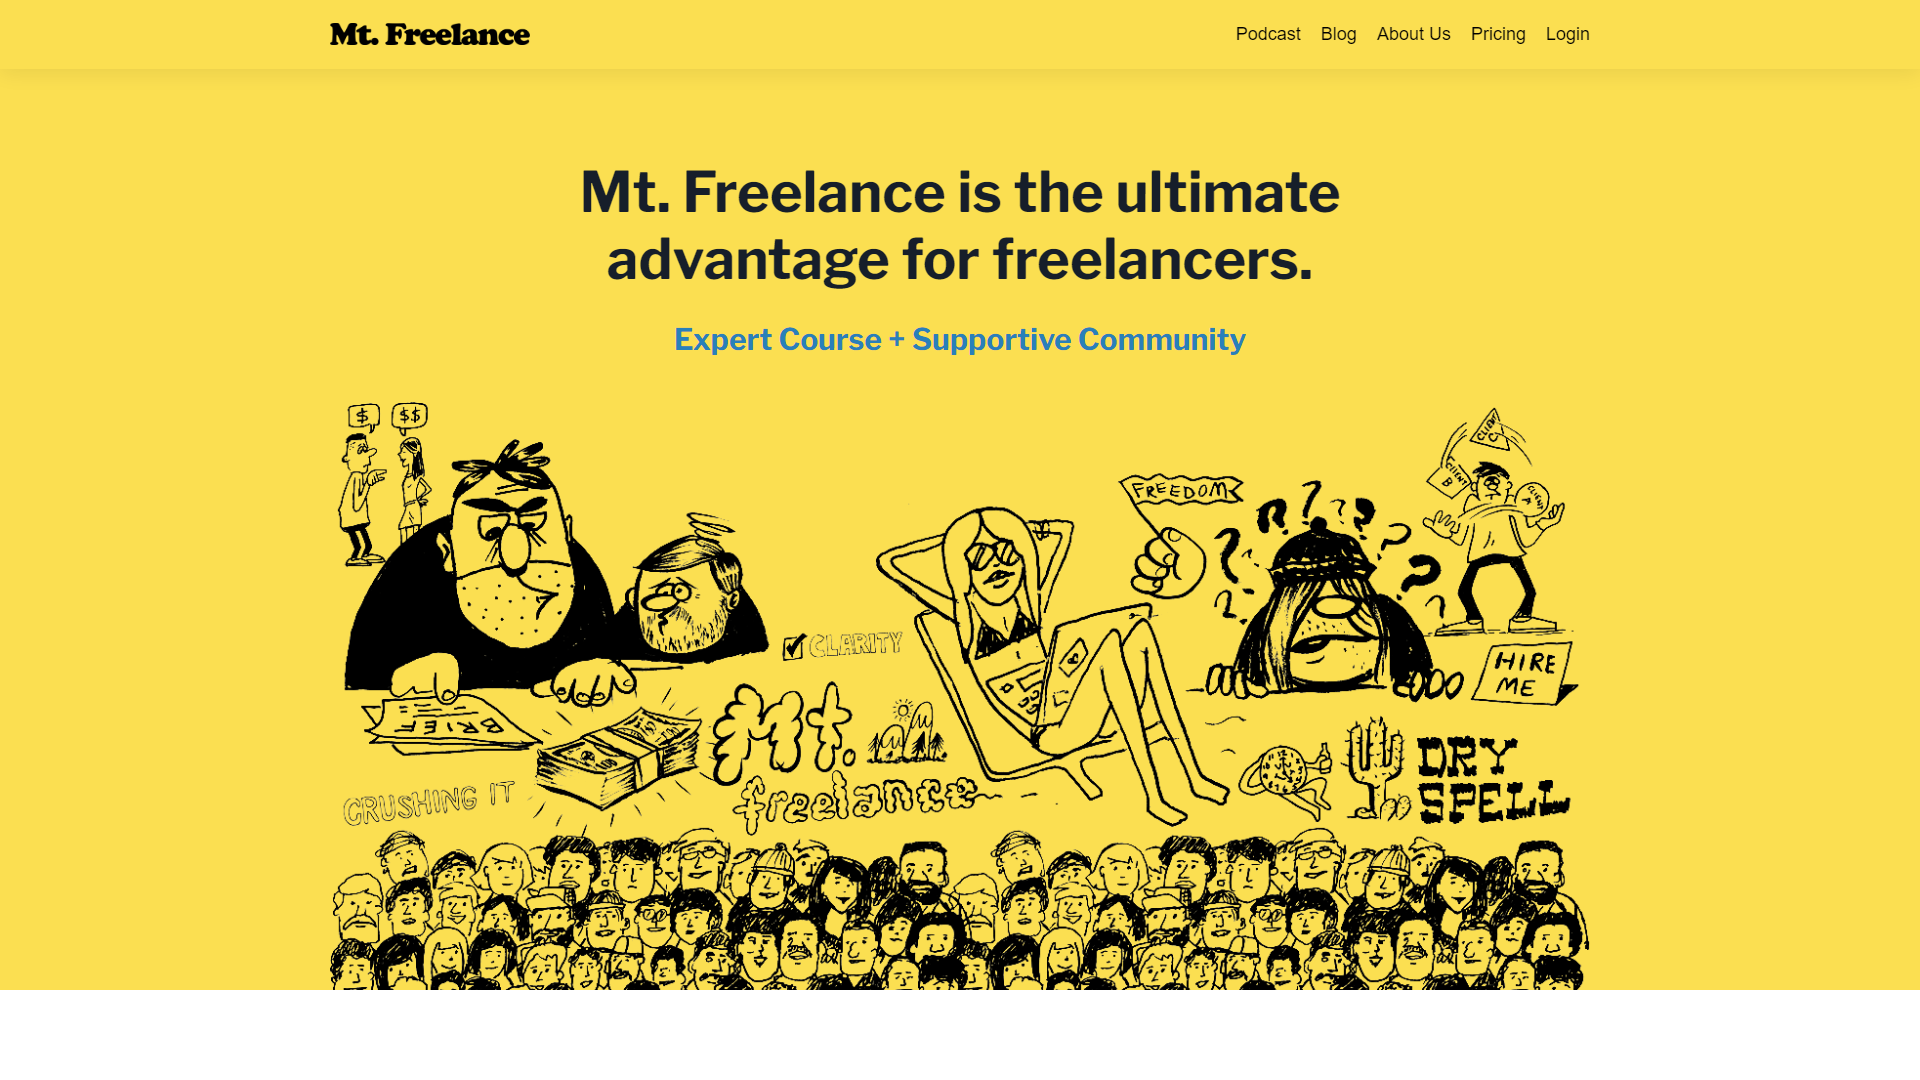 Mt. Freelance
Podcast
Blog
About Us
Pricing
Login
Mt. Freelance is the ultimate
advantage for freelancers.
Expert Course + Supportive Community
$
$$
CLIENT
C
CLIENT
B
CLIENT
A
FREEDOM
CLARITY
HIRE
ME
BRIEF
Mt.
freelance
CRUSHING IT
DRY
SPELL